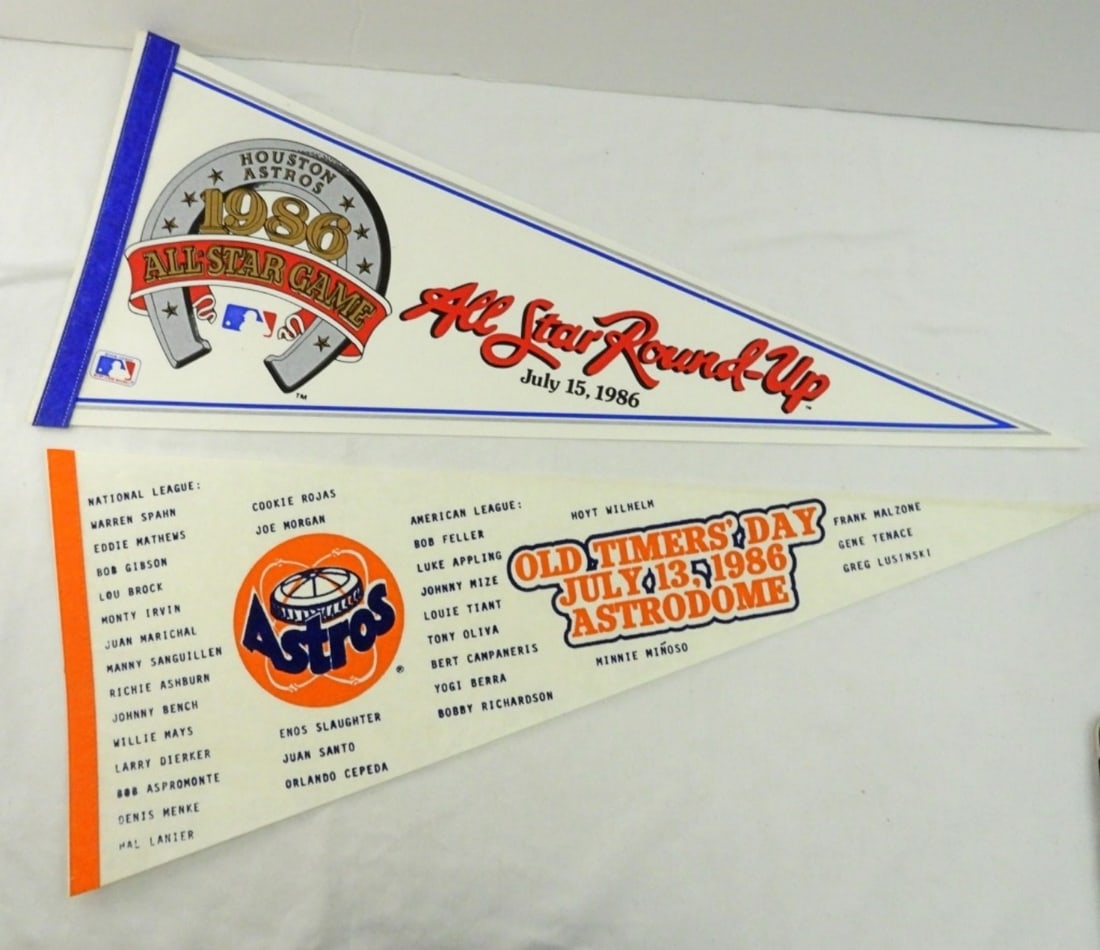 HOUSTON
ASTROS
1986
ALL-STAR GAME
TM
All Star Round-Up
TM
July 15, 1986
NATIONAL LEAGUE:
WARREN SPAHN
EDDIE MATHEWS
BOB GIBSON
LOU BROCK
MONTY IRVIN
JUAN MARICHAL
MANNY SANGUILLEN
RICHIE ASHBURN
JOHNNY BENCH
WILLIE MAYS
LARRY DIERKER
BOB ASPROMONTE
DENIS MENKE
HAL LANIER
COOKIE ROJAS
JOE MORGAN
Astros
®
ENOS SLAUGHTER
JUAN SANTO
ORLANDO CEPEDA
AMERICAN LEAGUE:
BOB FELLER
LUKE APPLING
JOHNNY MIZE
LOUIE TIANT
TONY OLIVA
BERT CAMPANERIS
YOGI BERRA
BOBBY RICHARDSON
HOYT WILHELM
OLD TIMERS' DAY
JULY 13, 1986
ASTRODOME
MINNIE MIÑOSO
FRANK MALZONE
GENE TENACE
GREG LUSINSKI